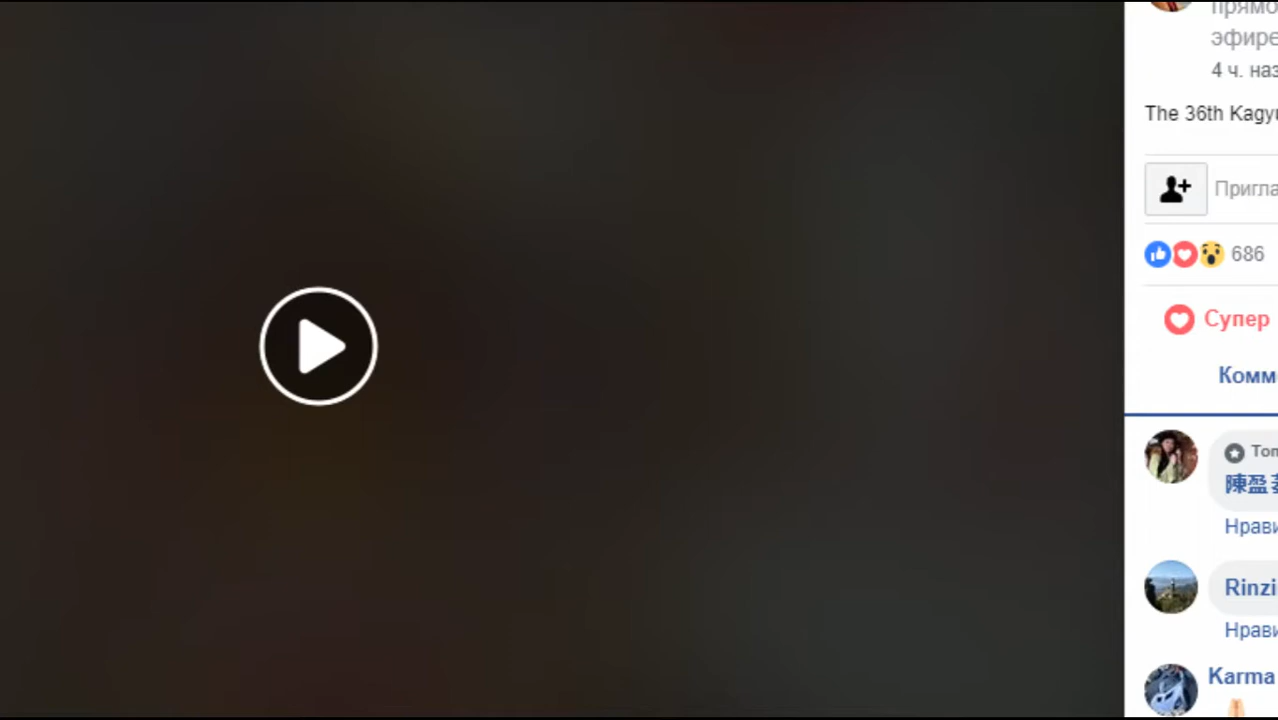 прямо
эфире
4 ч. наз
The 36th Kagyu
Пригла
686
Супер
Комм
Топ
陳盈
Нрави
Rinzi
Нрави
Karma